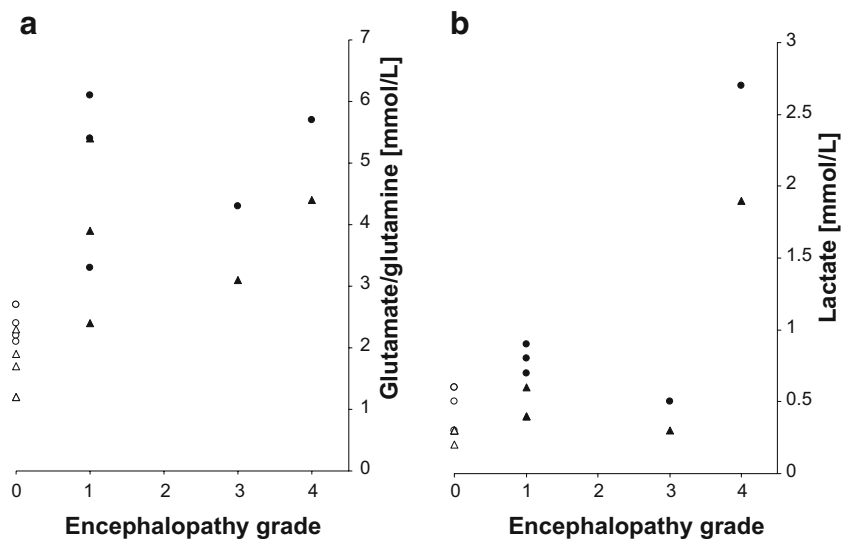 a
7
6
5
4
3
2
1
0
Glutamate/glutamine [mmol/L]
0 1 2 3 4
Encephalopathy grade
b
3
2.5
2
1.5
1
0.5
0
Lactate [mmol/L]
0 1 2 3 4
Encephalopathy grade